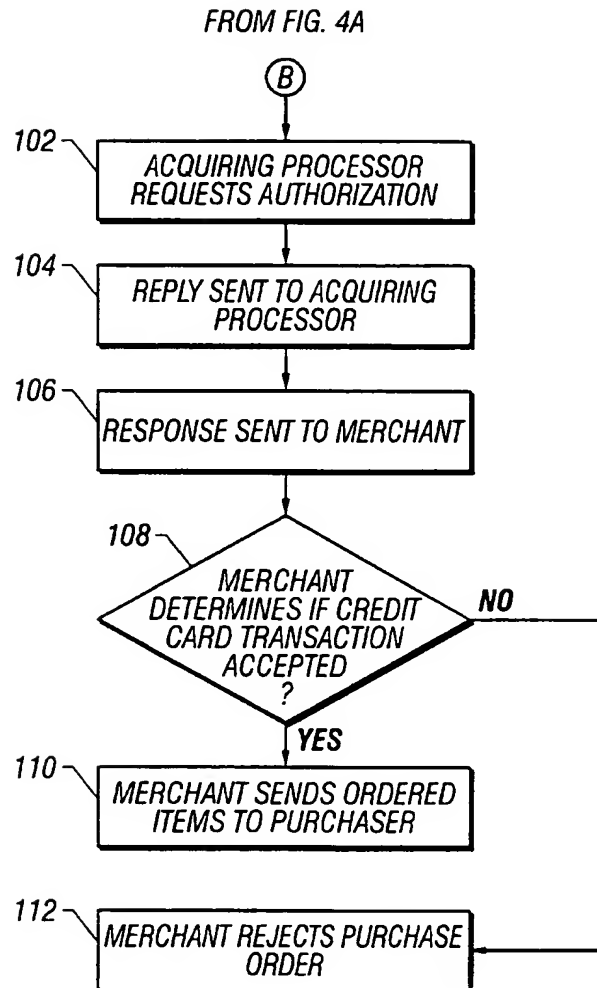 FROM FIG. 4A
B
102
ACQUIRING PROCESSOR
REQUESTS AUTHORIZATION
104
REPLY SENT TO ACQUIRING
PROCESSOR
106
RESPONSE SENT TO MERCHANT
108
MERCHANT
DETERMINES IF CREDIT
CARD TRANSACTION
ACCEPTED
?
NO
YES
110
MERCHANT SENDS ORDERED
ITEMS TO PURCHASER
112
MERCHANT REJECTS PURCHASE
ORDER